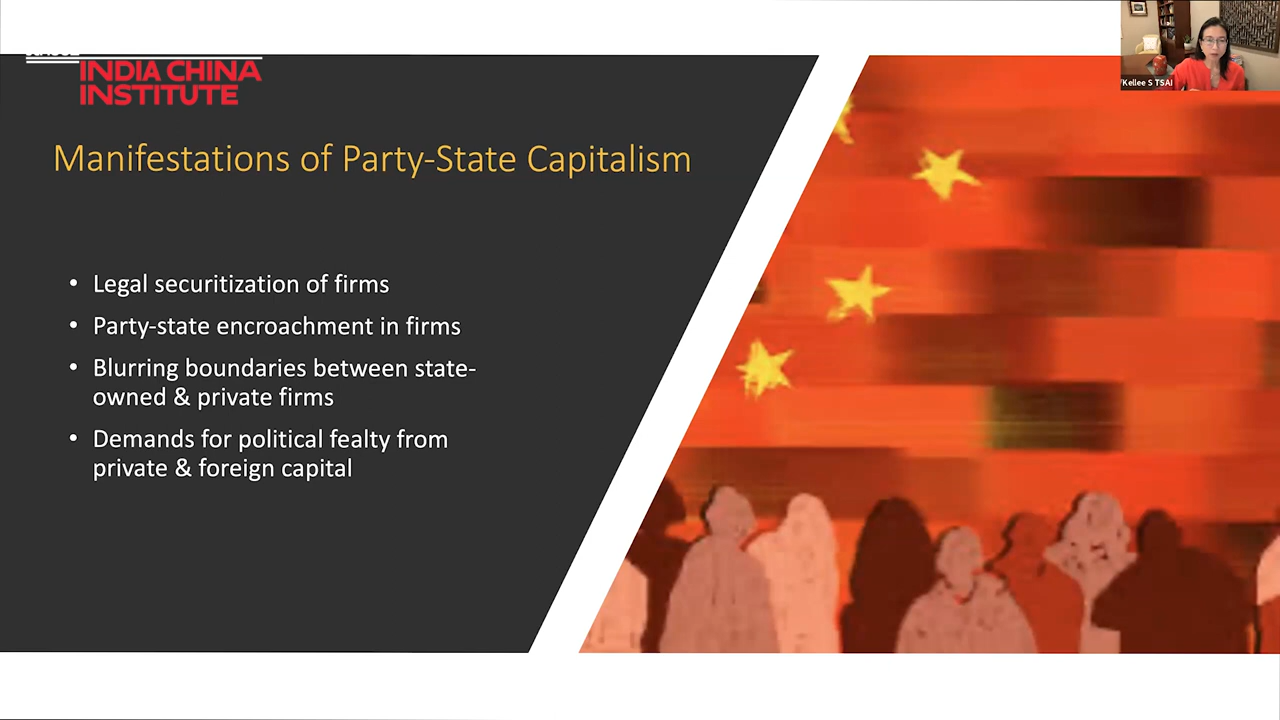 INDIA CHINA
INSTITUTE
Kellee S TSAI
Manifestations of Party-State Capitalism
• Legal securitization of firms
• Party-state encroachment in firms
• Blurring boundaries between state-
owned & private firms
• Demands for political fealty from
private & foreign capital